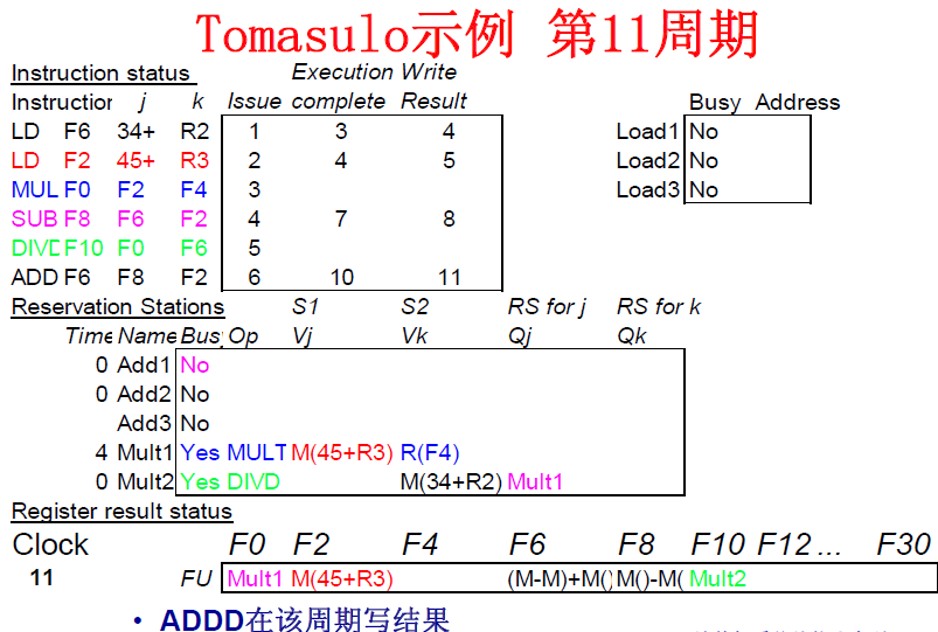 Tomasulo示例 第11周期
Instruction status Execution Write
Instruction j k Issue complete Result Busy Address
LD F6 34+ R2 1 3 4 Load1 No
LD F2 45+ R3 2 4 5 Load2 No
MUL F0 F2 F4 3 Load3 No
SUB F8 F6 F2 4 7 8
DIVD F10 F0 F6 5
ADD F6 F8 F2 6 10 11
Reservation Stations S1 S2 RS for j RS for k
Time Name Bus Op Vj Vk Qj Qk
0 Add1 No
0 Add2 No
Add3 No
4 Mult1 Yes MULT M(45+R3) R(F4)
0 Mult2 Yes DIVD M(34+R2) Mult1
Register result status
Clock F0 F2 F4 F6 F8 F10 F12 ... F30
11 FU Mult1 M(45+R3) (M-M)+M() M()-M( Mult2
• ADDD在该周期写结果